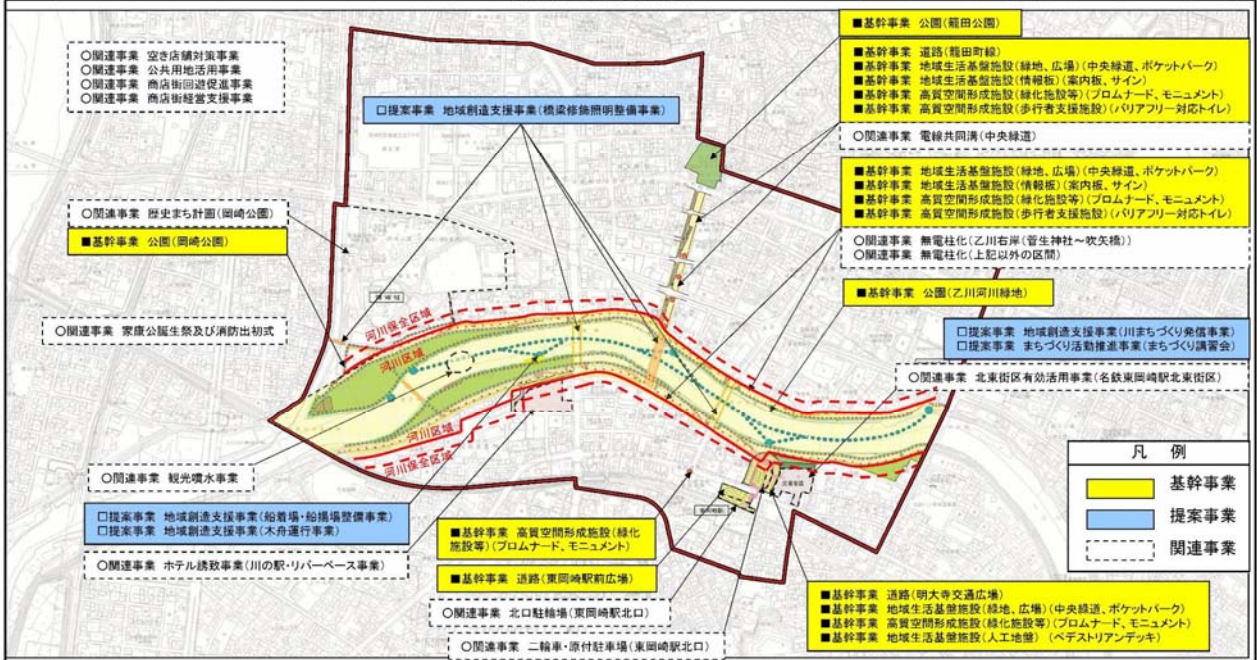 ○関連事業 空き店舗対策事業
○関連事業 公共用地活用事業
○関連事業 商店街回遊促進事業
○関連事業 商店街経営支援事業
□提案事業 地域創造支援事業(橋梁修飾照明整備事業)
■基幹事業 公園(籠田公園)
■基幹事業 道路(籠田町線)
■基幹事業 地域生活基盤施設(緑地、広場)(中央緑道、ポケットパーク)
■基幹事業 地域生活基盤施設(情報板)(案内板、サイン)
■基幹事業 高質空間形成施設(緑化施設等)(プロムナード、モニュメント)
■基幹事業 高質空間形成施設(歩行者支援施設)(バリアフリー対応トイレ)
○関連事業 電線共同溝(中央緑道)
■基幹事業 地域生活基盤施設(緑地、広場)(中央緑道、ポケットパーク)
■基幹事業 地域生活基盤施設(情報板)(案内板、サイン)
■基幹事業 高質空間形成施設(緑化施設等)(プロムナード、モニュメント)
■基幹事業 高質空間形成施設(歩行者支援施設)(バリアフリー対応トイレ)
○関連事業 無電柱化(乙川右岸(菅生神社~吹矢橋))
○関連事業 無電柱化(上記以外の区間)
■基幹事業 公園(乙川河川緑地)
□提案事業 地域創造支援事業(川まちづくり発信事業)
□提案事業 まちづくり活動推進事業(まちづくり講習会)
○関連事業 北東街区有効活用事業(名鉄東岡崎駅北東街区)
○関連事業 歴史まち計画(岡崎公園)
■基幹事業 公園(岡崎公園)
○関連事業 家康公誕生祭及び消防出初式
河川保全区域
河川区域
河川区域
河川保全区域
○関連事業 観光噴水事業
□提案事業 地域創造支援事業(船着場・船揚場整備事業)
□提案事業 地域創造支援事業(木舟運行事業)
○関連事業 ホテル誘致事業(川の駅・リバーベース事業)
■基幹事業 高質空間形成施設(緑化
施設等)(プロムナード、モニュメント)
■基幹事業 道路(東岡崎駅前広場)
○関連事業 北口駐輪場(東岡崎駅北口)
○関連事業 二輪車・原付駐車場(東岡崎駅北口)
■基幹事業 道路(明大寺交通広場)
■基幹事業 地域生活基盤施設(緑地、広場)(中央緑道、ポケットパーク)
■基幹事業 高質空間形成施設(緑化施設等)(プロムナード、モニュメント)
■基幹事業 地域生活基盤施設(人工地盤) (ペデストリアンデッキ)
凡 例
基幹事業
提案事業
関連事業